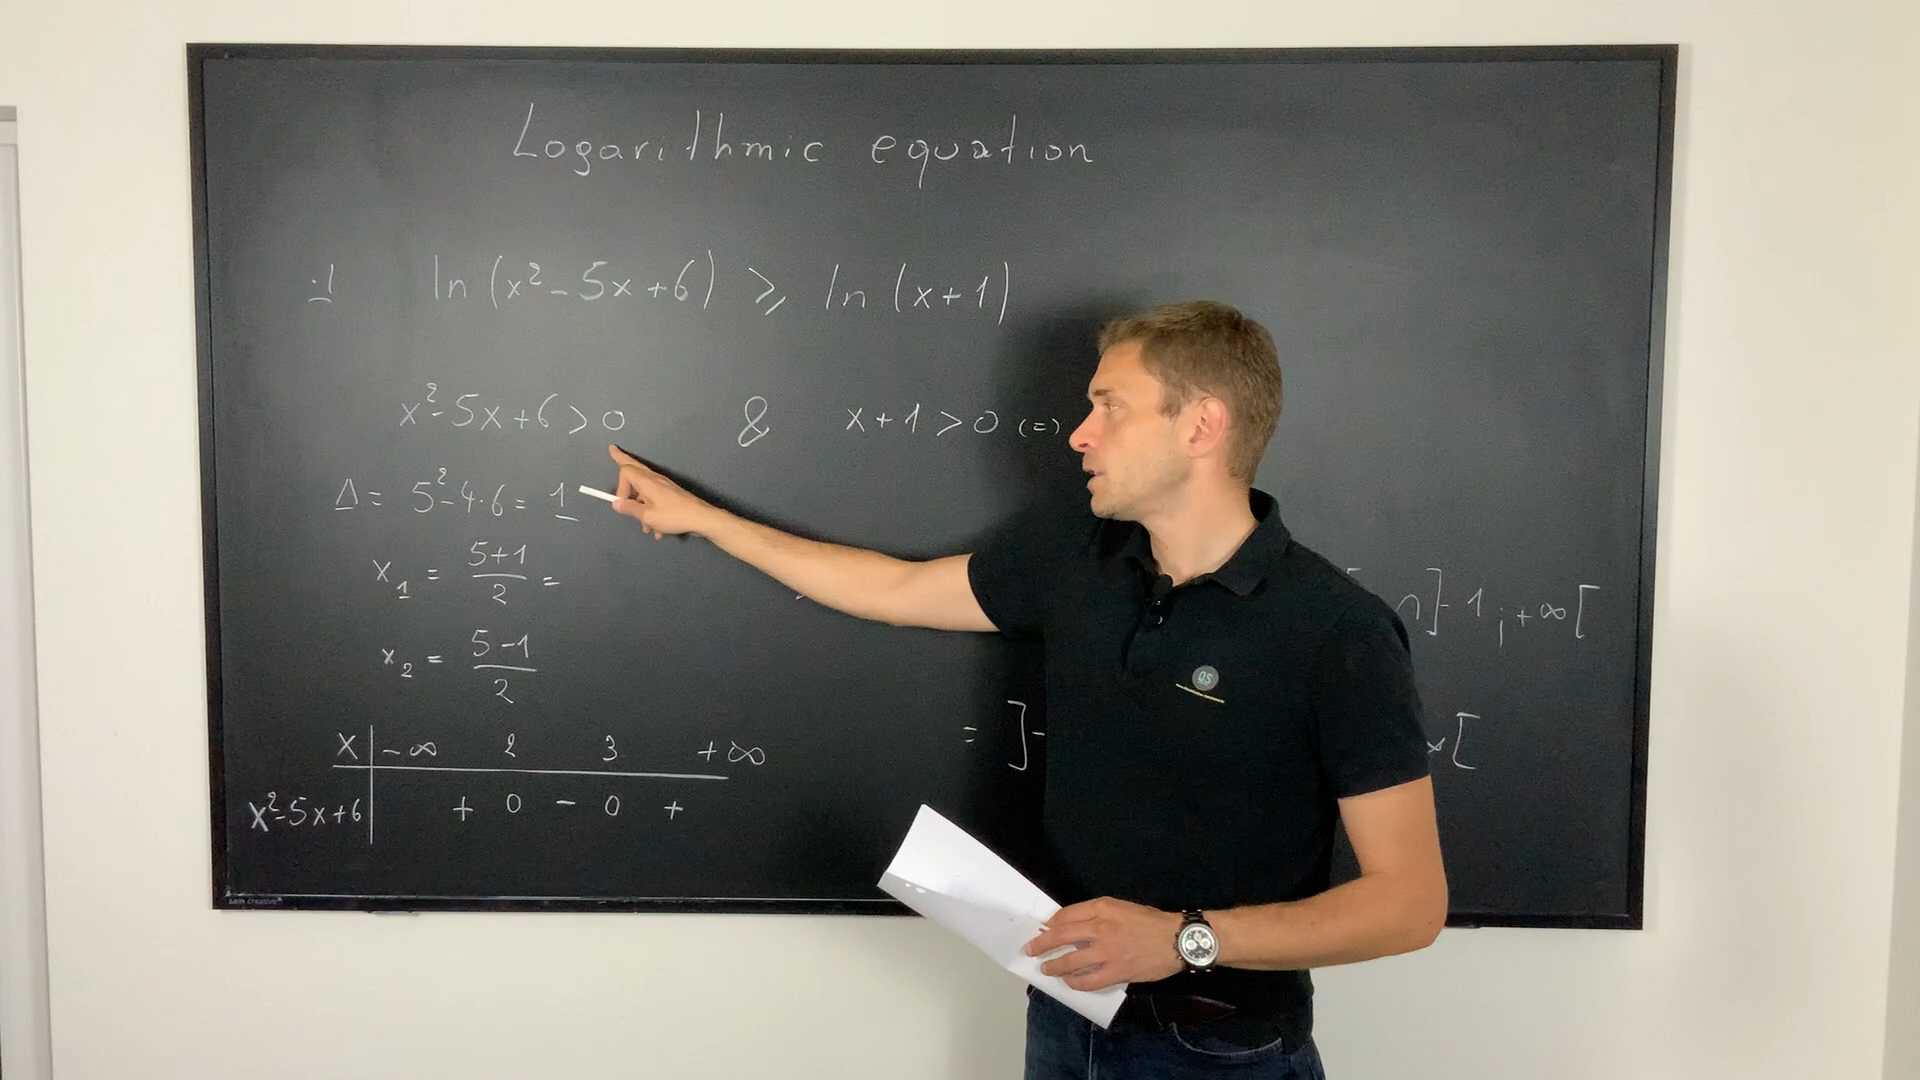 Logarithmic equation
.1 ln (x² - 5x + 6) ⩾ ln (x + 1)
x² - 5x + 6 > 0 & x + 1 > 0 (=)
Δ = 5² - 4 · 6 = 1
x₁ = (5+1)/2 =
x₂ = (5-1)/2
∩ ]-1 ; +∞[
= ]-
[
x -∞ 2 3 +∞
x² - 5x + 6 + 0 - 0 +
QS